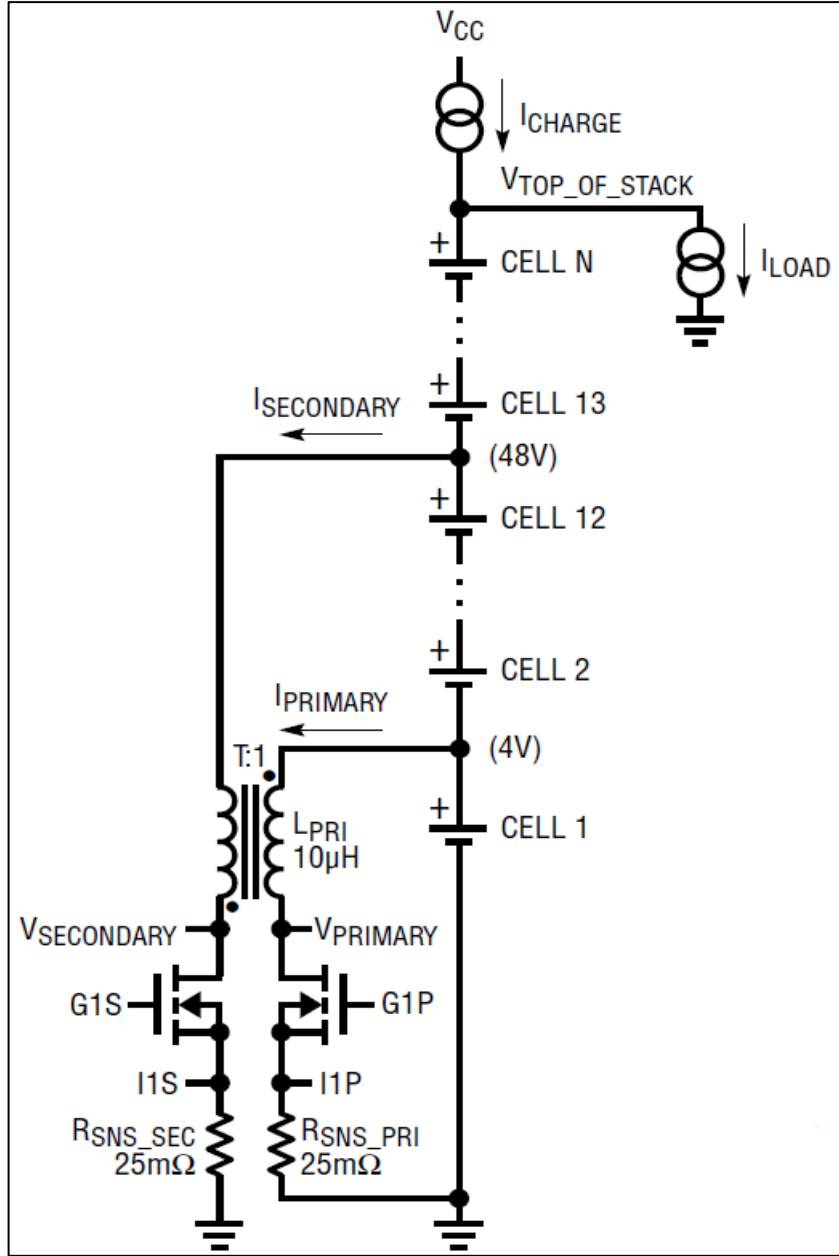 VCC
ICHARGE
VTOP_OF_STACK
+ CELL N
ILOAD
+ CELL 13
ISECONDARY
(48V)
+ CELL 12
+ CELL 2
IPRIMARY
(4V)
T:1
+ CELL 1
LPRI
10µH
VSECONDARY
VPRIMARY
G1S
G1P
I1S
I1P
RSNS_SEC
25mΩ
RSNS_PRI
25mΩ